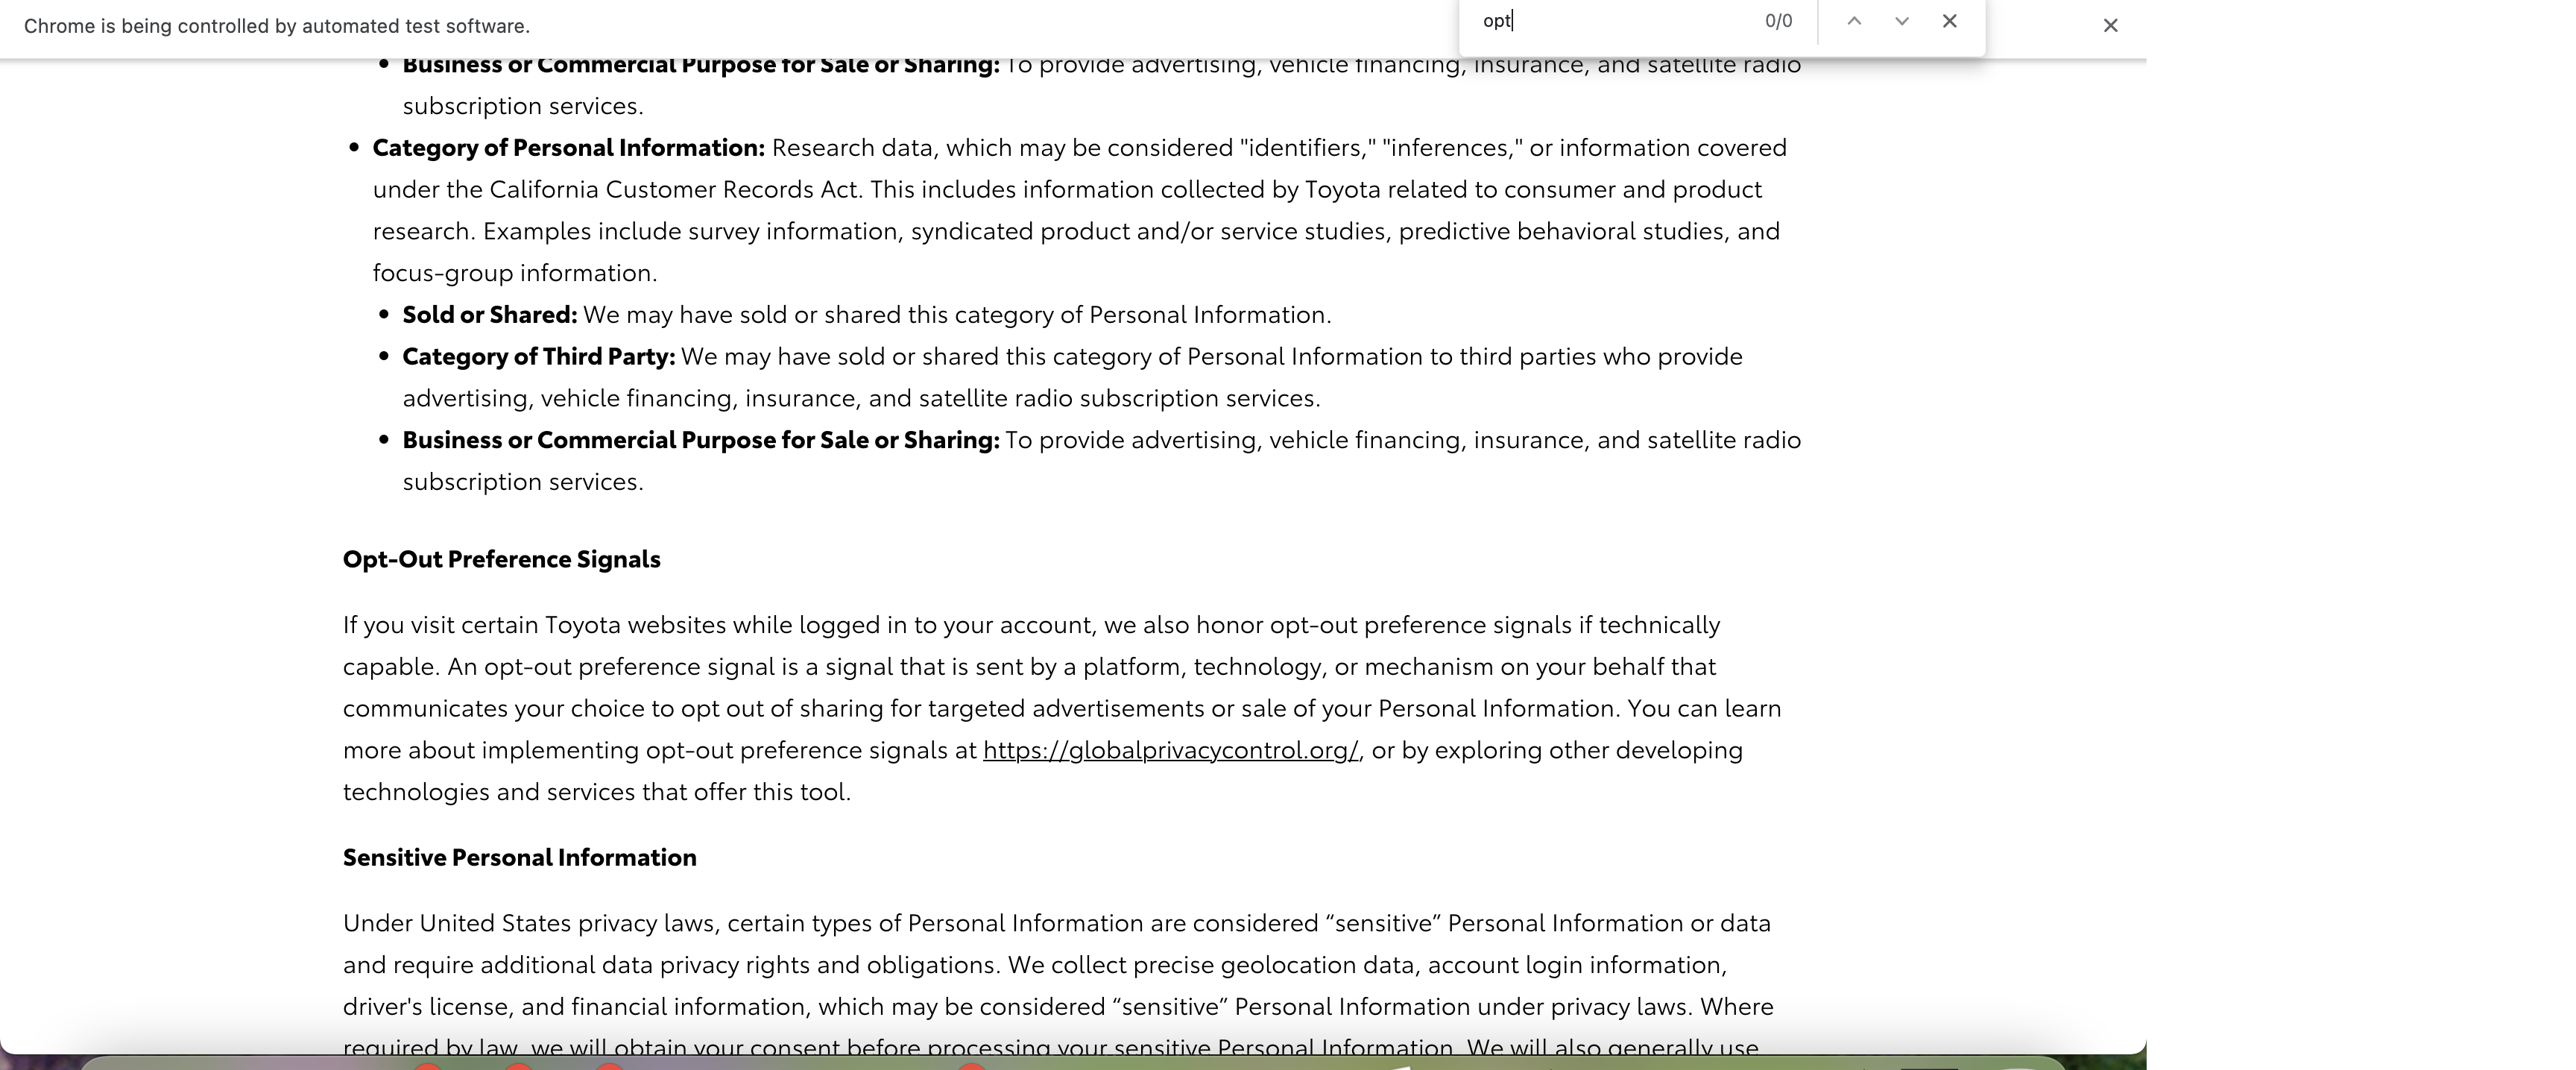 Chrome is being controlled by automated test software.
opt
0/0
Business or Commercial Purpose for Sale or Sharing: To provide advertising, vehicle financing, insurance, and satellite radio
subscription services.
Category of Personal Information: Research data, which may be considered "identifiers," "inferences," or information covered
under the California Customer Records Act. This includes information collected by Toyota related to consumer and product
research. Examples include survey information, syndicated product and/or service studies, predictive behavioral studies, and
focus-group information.
Sold or Shared: We may have sold or shared this category of Personal Information.
Category of Third Party: We may have sold or shared this category of Personal Information to third parties who provide
advertising, vehicle financing, insurance, and satellite radio subscription services.
Business or Commercial Purpose for Sale or Sharing: To provide advertising, vehicle financing, insurance, and satellite radio
subscription services.
Opt-Out Preference Signals
If you visit certain Toyota websites while logged in to your account, we also honor opt-out preference signals if technically
capable. An opt-out preference signal is a signal that is sent by a platform, technology, or mechanism on your behalf that
communicates your choice to opt out of sharing for targeted advertisements or sale of your Personal Information. You can learn
more about implementing opt-out preference signals at https://globalprivacycontrol.org/, or by exploring other developing
technologies and services that offer this tool.
Sensitive Personal Information
Under United States privacy laws, certain types of Personal Information are considered “sensitive” Personal Information or data
and require additional data privacy rights and obligations. We collect precise geolocation data, account login information,
driver's license, and financial information, which may be considered “sensitive” Personal Information under privacy laws. Where
required by law, we will obtain your consent before processing your sensitive Personal Information. We will also generally use